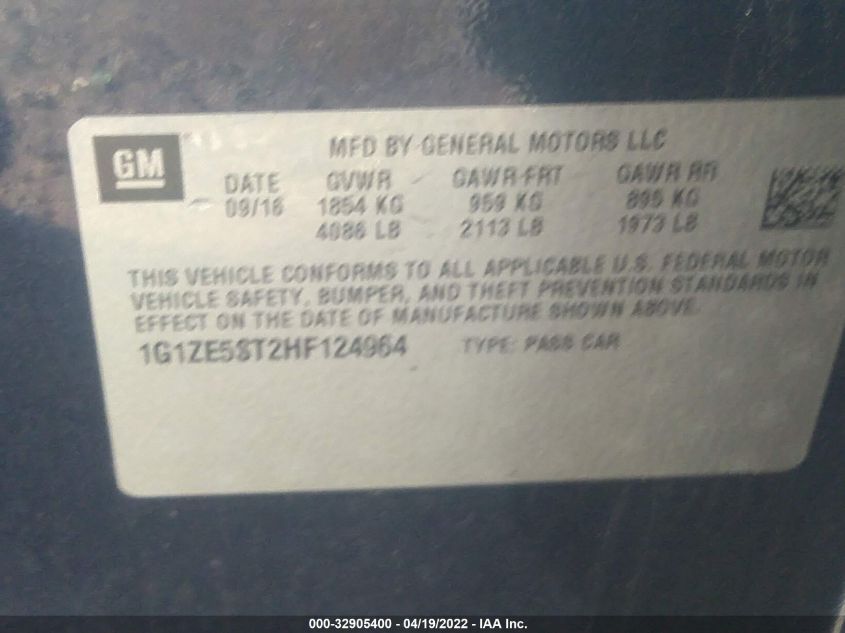 GM
MFD BY GENERAL MOTORS LLC
DATE GVWR GAWR FRT GAWR RR
09/16 1854 KG 959 KG 895 KG
4086 LB 2113 LB 1973 LB
THIS VEHICLE CONFORMS TO ALL APPLICABLE U.S. FEDERAL MOTOR
VEHICLE SAFETY, BUMPER, AND THEFT PREVENTION STANDARDS IN
EFFECT ON THE DATE OF MANUFACTURE SHOWN ABOVE.
1G1ZE5ST2HF124964 TYPE: PASS CAR
000-32905400 - 04/19/2022 - IAA Inc.